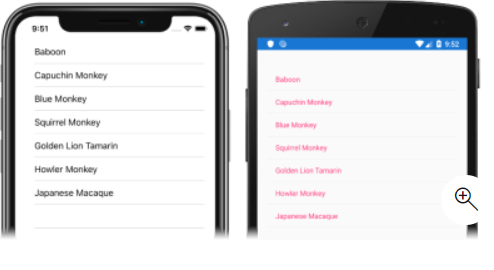 9:51
Baboon
Capuchin Monkey
Blue Monkey
Squirrel Monkey
Golden Lion Tamarin
Howler Monkey
Japanese Macaque
9:52
Baboon
Capuchin Monkey
Blue Monkey
Squirrel Monkey
Golden Lion Tamarin
Howler Monkey
Japanese Macaque